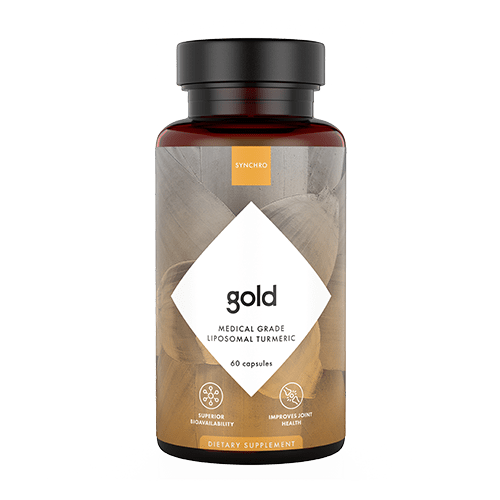 SYNCHRO
gold
MEDICAL GRADE
LIPOSOMAL TURMERIC
60 capsules
SUPERIOR
BIOAVAILABILITY
IMPROVES JOINT
HEALTH
DIETARY SUPPLEMENT